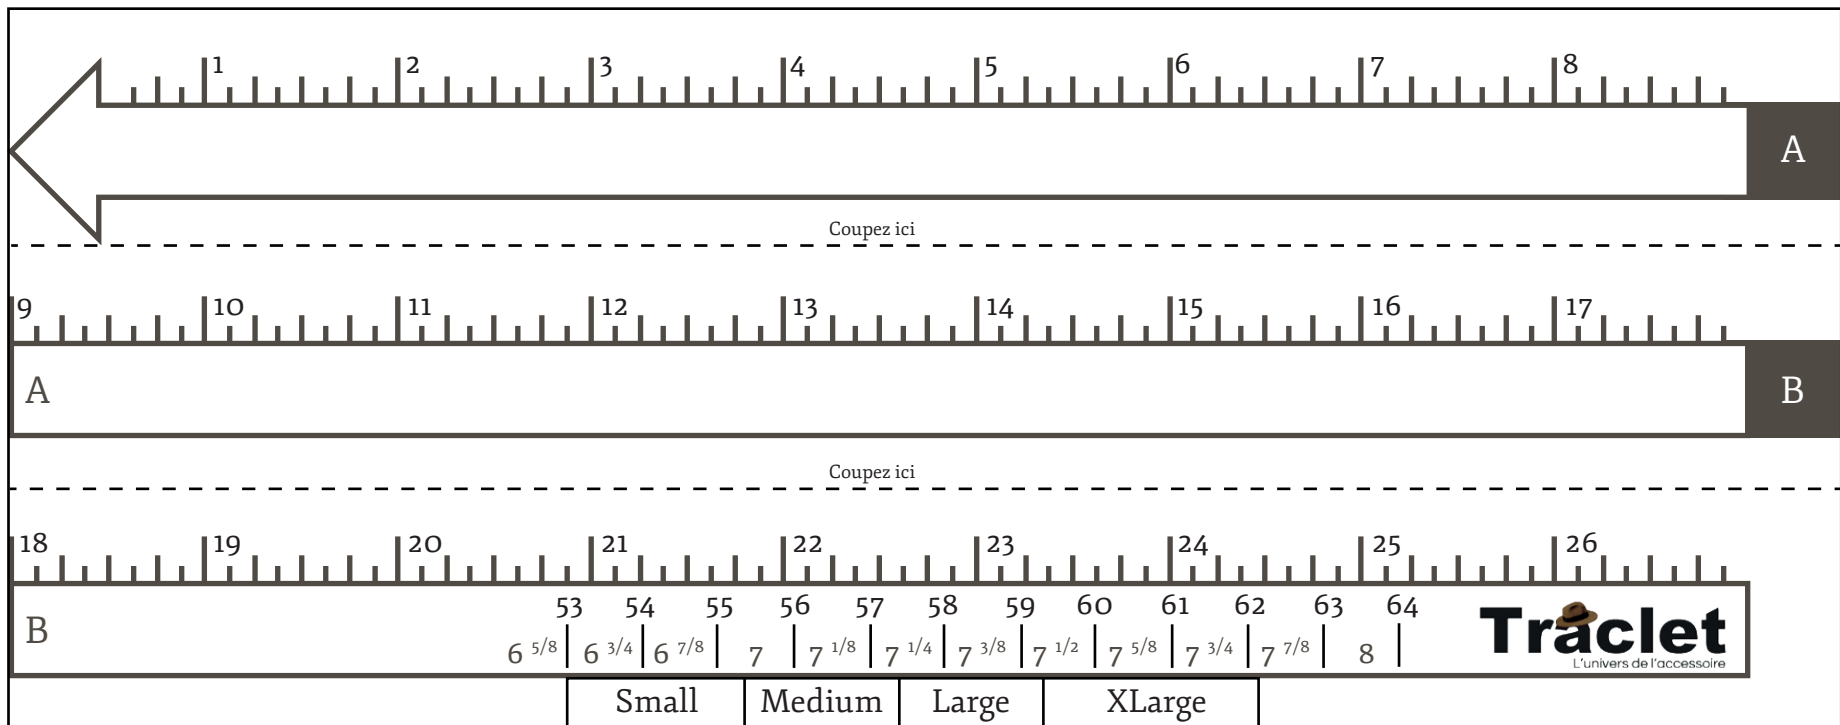 1 2 3 4 5 6 7 8
A
Coupez ici
9 10 11 12 13 14 15 16 17
A B
Coupez ici
18 19 20 21 22 23 24 25 26
53 54 55 56 57 58 59 60 61 62 63 64
B
6 5/8 6 3/4 6 7/8 7 7 1/8 7 1/4 7 3/8 7 1/2 7 5/8 7 3/4 7 7/8 8
Traclet
L'univers de l'accessoire
Small Medium Large XLarge